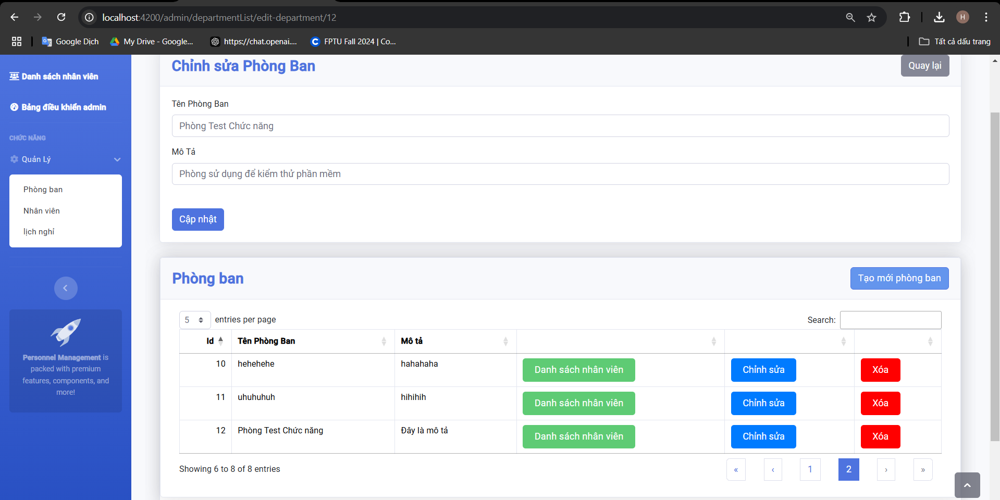 localhost:4200/admin/departmentList/edit-department/12
H
Google Dịch
My Drive - Google...
https://chat.openai....
FPTU Fall 2024 | Co...
Tất cả dấu trang
Danh sách nhân viên
Bảng điều khiển admin
CHỨC NĂNG
Quản Lý
Phòng ban
Nhân viên
lịch nghỉ
Personnel Management is
packed with premium
features, components, and
more!
Chỉnh sửa Phòng Ban
Quay lại
Tên Phòng Ban
Phòng Test Chức năng
Mô Tả
Phòng sử dụng để kiểm thử phần mềm
Cập nhật
Phòng ban
Tạo mới phòng ban
5 entries per page
Search:
Id Tên Phòng Ban Mô tả
10 hehehehe hahahaha Danh sách nhân viên Chỉnh sửa Xóa
11 uhuhuhuh hihihih Danh sách nhân viên Chỉnh sửa Xóa
12 Phòng Test Chức năng Đây là mô tả Danh sách nhân viên Chỉnh sửa Xóa
Showing 6 to 8 of 8 entries
« ‹ 1 2 › »